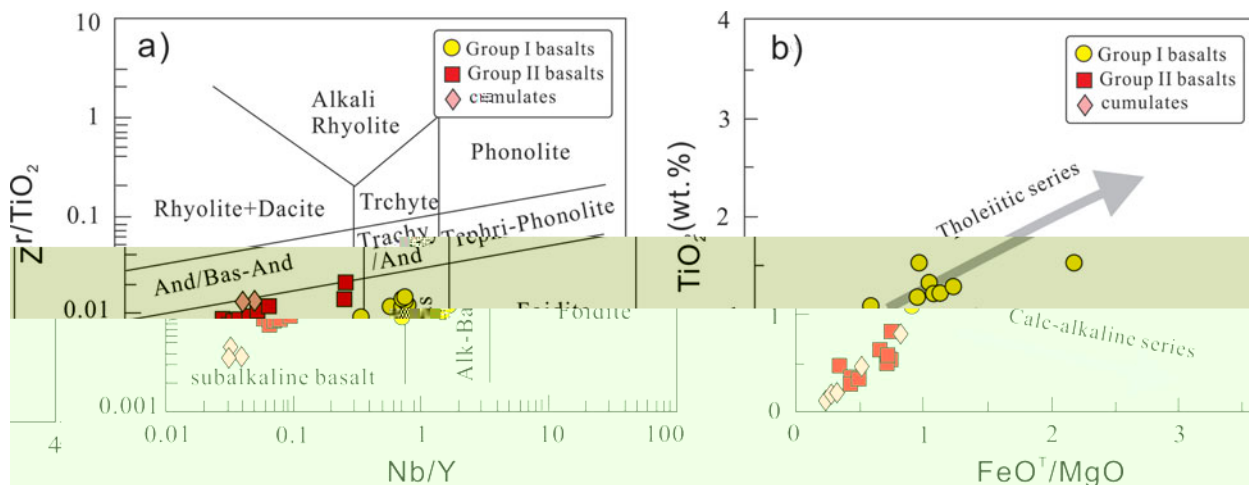 a)
Group I basalts
Group II basalts
cumulates
10
1
0.1
0.01
0.001
Zr/TiO2
Alkali
Rhyolite
Phonolite
Rhyolite+Dacite
Trchyte
Trachy
/And
Tephri-Phonolite
And/Bas-And
Foidite
Foidite
Alk-Ba
subalkaline basalt
4
0.01
0.1
1
10
100
Nb/Y
b)
Group I basalts
Group II basalts
cumulates
4
3
2
1
0
TiO2(wt.%)
Tholeiitic series
Calc-alkaline series
0
1
2
3
FeOT/MgO